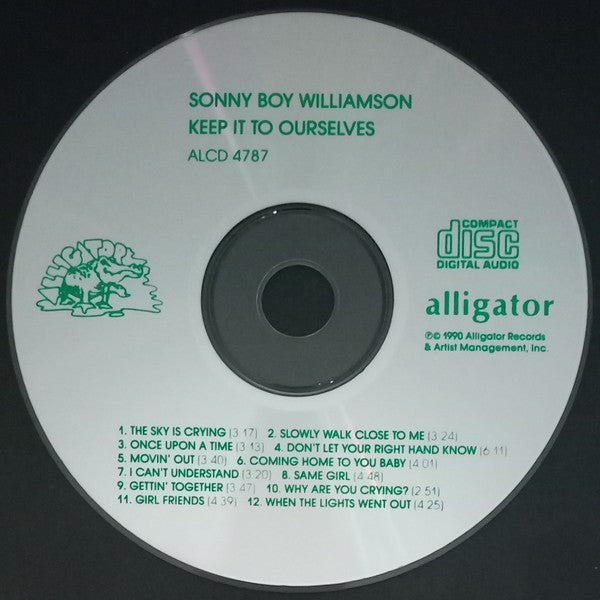 SONNY BOY WILLIAMSON
KEEP IT TO OURSELVES
ALCD 4787
ALLIGATOR
COMPACT
disc
DIGITAL AUDIO
alligator
℗© 1990 Alligator Records
& Artist Management, Inc.
1. THE SKY IS CRYING (3:17) 2. SLOWLY WALK CLOSE TO ME (3:24)
3. ONCE UPON A TIME (3:13) 4. DON'T LET YOUR RIGHT HAND KNOW (6:11)
5. MOVIN' OUT (3:40) 6. COMING HOME TO YOU BABY (4:01)
7. I CAN'T UNDERSTAND (3:20) 8. SAME GIRL (4:48)
9. GETTIN' TOGETHER (3:47) 10. WHY ARE YOU CRYING? (2:51)
11. GIRL FRIENDS (4:39) 12. WHEN THE LIGHTS WENT OUT (4:25)